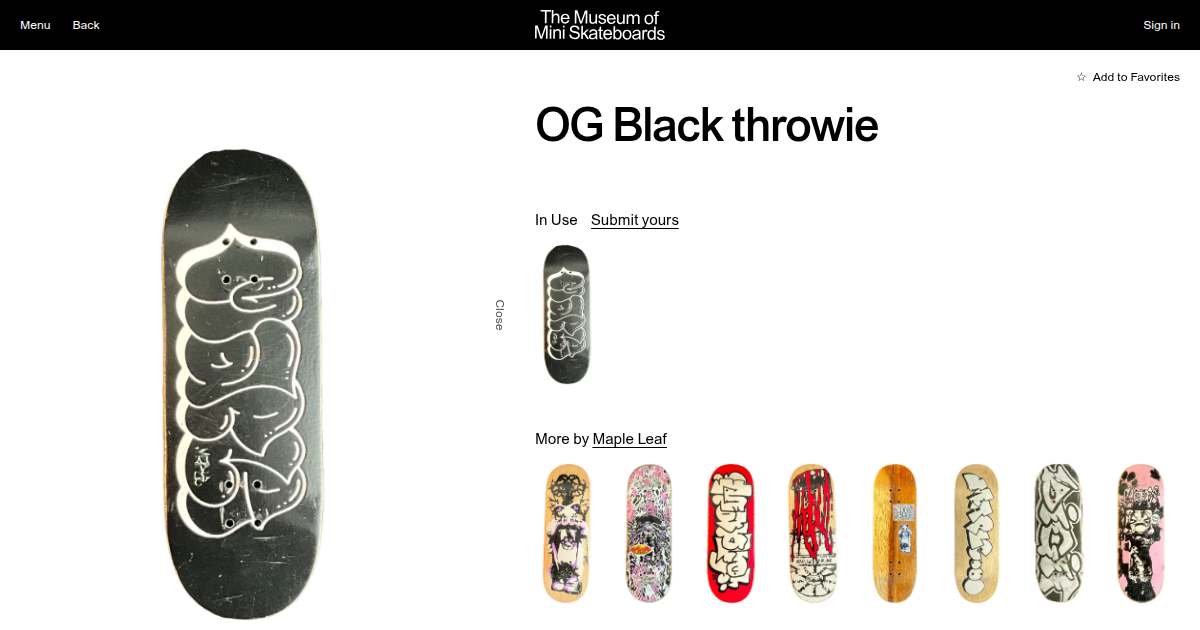 Menu
Back
The Museum of
Mini Skateboards
Sign in
☆ Add to Favorites
OG Black throwie
Close
In Use
Submit yours
More by Maple Leaf